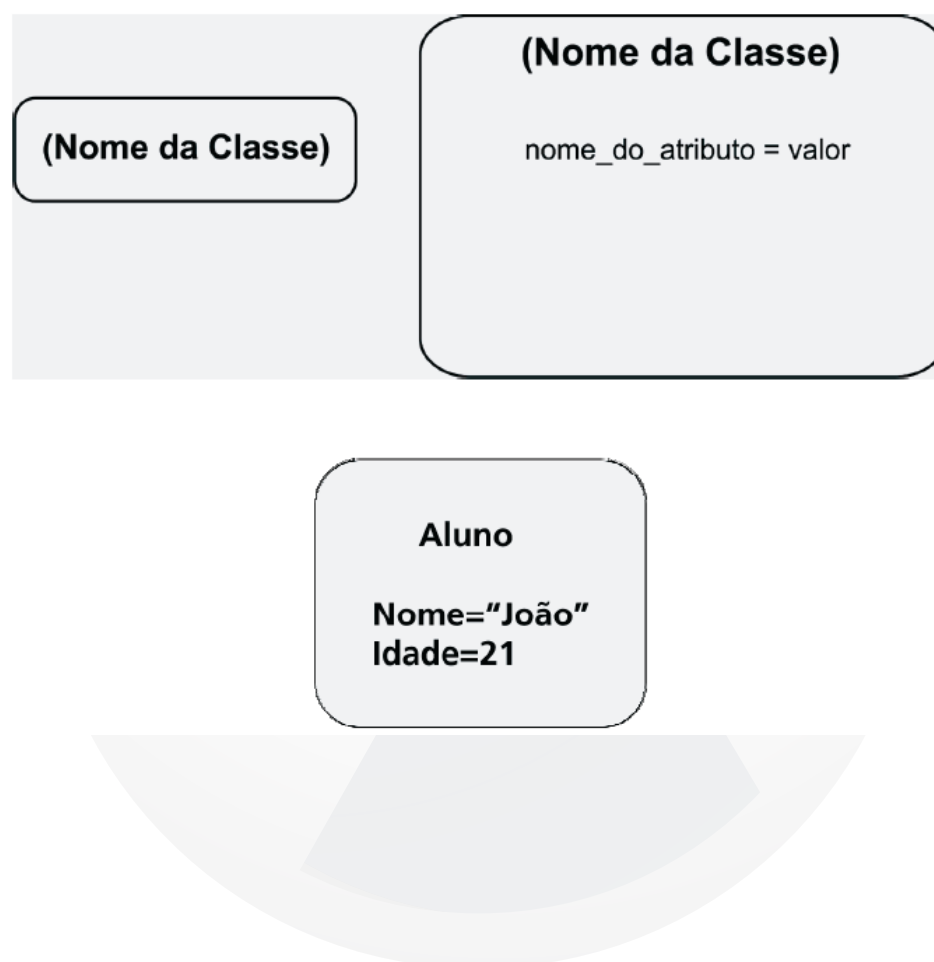 (Nome da Classe)
(Nome da Classe)
nome_do_atributo = valor
Aluno
Nome="João"
Idade=21